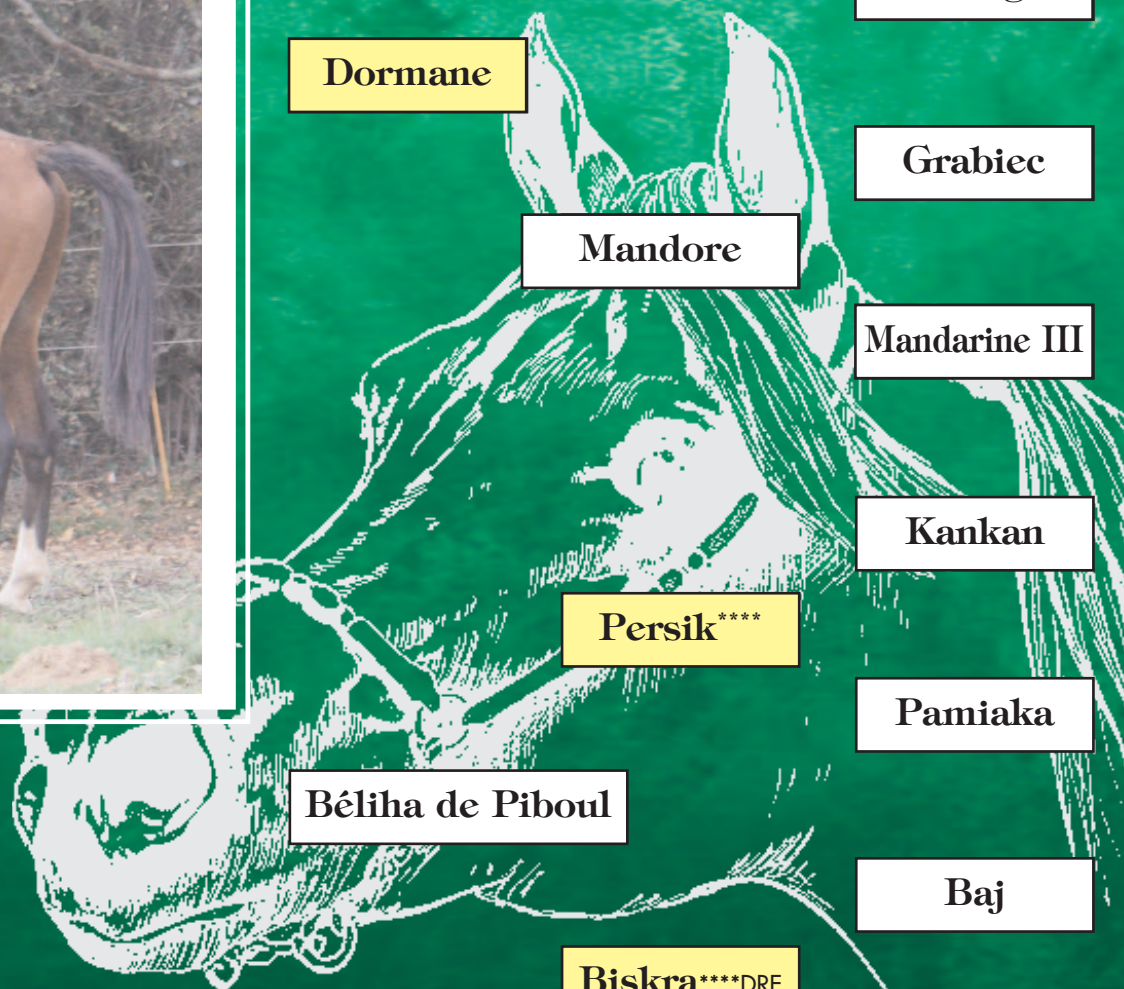 Dormane
Grabiec
Mandore
Mandarine III
Kankan
Persik****
Pamiaka
Béliha de Piboul
Baj
Biskra****DRE